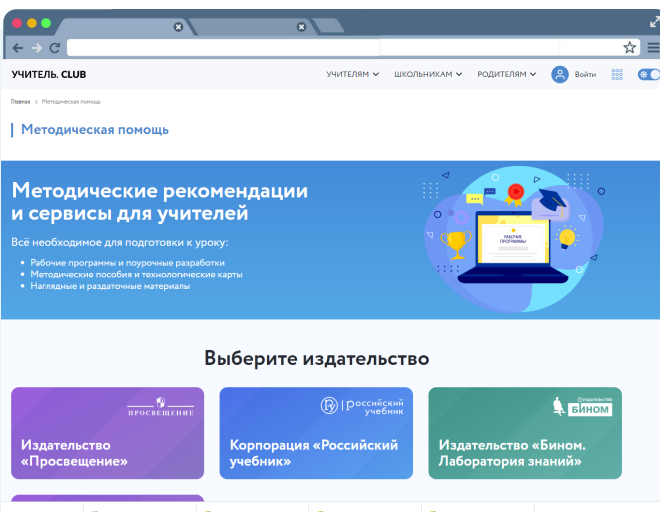 УЧИТЕЛЬ. CLUB
УЧИТЕЛЯМ
ШКОЛЬНИКАМ
РОДИТЕЛЯМ
Войти
Главная > Методическая помощь
Методическая помощь
Методические рекомендации
и сервисы для учителей
Всё необходимое для подготовки к уроку:
• Рабочие программы и поурочные разработки
• Методические пособия и технологические карты
• Наглядные и раздаточные материалы
РАБОЧИЕ
ПРОГРАММЫ
Выберите издательство
ПРОСВЕЩЕНИЕ
Издательство
«Просвещение»
российский
учебник
Корпорация «Российский
учебник»
издательство
БИНОМ
Издательство «Бином.
Лаборатория знаний»